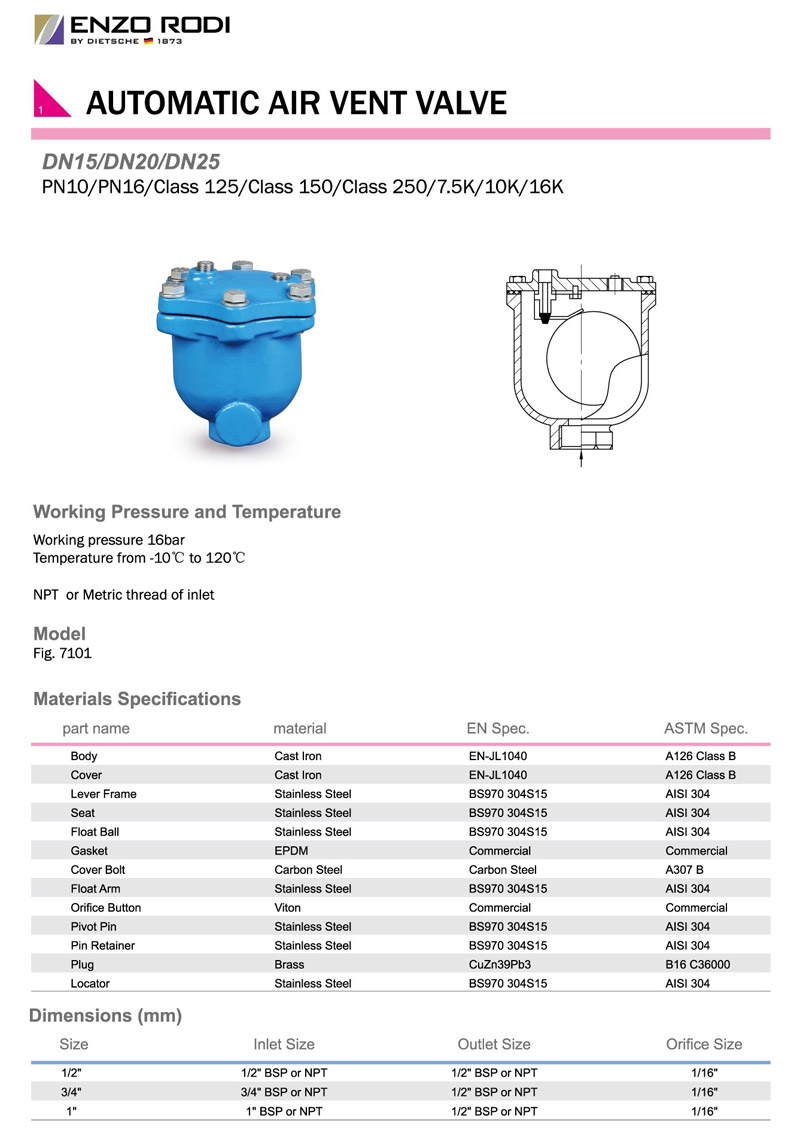 ENZO RODI
BY DIETSCHE 1873
1
AUTOMATIC AIR VENT VALVE
DN15/DN20/DN25
PN10/PN16/Class 125/Class 150/Class 250/7.5K/10K/16K
Working Pressure and Temperature
Working pressure 16bar
Temperature from -10℃ to 120℃
NPT or Metric thread of inlet
Model
Fig. 7101
Materials Specifications
part name material EN Spec. ASTM Spec.
Body Cast Iron EN-JL1040 A126 Class B
Cover Cast Iron EN-JL1040 A126 Class B
Lever Frame Stainless Steel BS970 304S15 AISI 304
Seat Stainless Steel BS970 304S15 AISI 304
Float Ball Stainless Steel BS970 304S15 AISI 304
Gasket EPDM Commercial Commercial
Cover Bolt Carbon Steel Carbon Steel A307 B
Float Arm Stainless Steel BS970 304S15 AISI 304
Orifice Button Viton Commercial Commercial
Pivot Pin Stainless Steel BS970 304S15 AISI 304
Pin Retainer Stainless Steel BS970 304S15 AISI 304
Plug Brass CuZn39Pb3 B16 C36000
Locator Stainless Steel BS970 304S15 AISI 304
Dimensions (mm)
Size Inlet Size Outlet Size Orifice Size
1/2" 1/2" BSP or NPT 1/2" BSP or NPT 1/16"
3/4" 3/4" BSP or NPT 1/2" BSP or NPT 1/16"
1" 1" BSP or NPT 1/2" BSP or NPT 1/16"